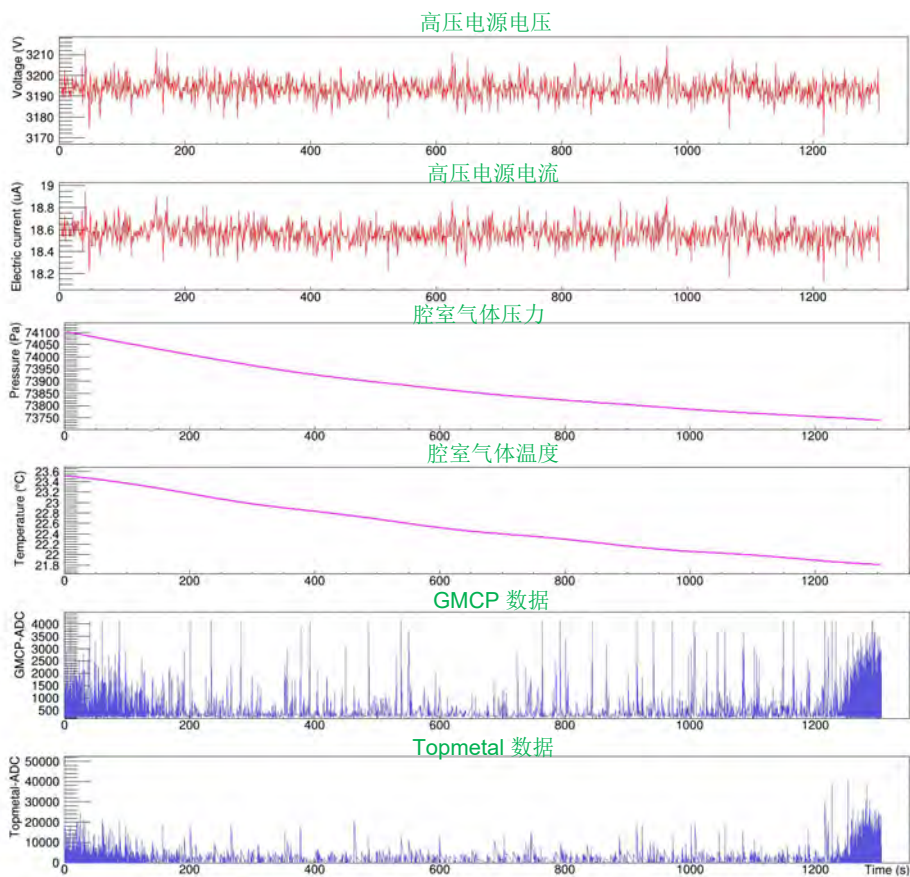 高压电源电压
Voltage (V)
3210
3200
3190
3180
3170
0 200 400 600 800 1000 1200
高压电源电流
Electric current (uA)
19
18.8
18.6
18.4
18.2
0 200 400 600 800 1000 1200
腔室气体压力
Pressure (Pa)
74100
74050
74000
73950
73900
73850
73800
73750
0 200 400 600 800 1000 1200
腔室气体温度
Temperature (°C)
23.6
23.4
23.2
23
22.8
22.6
22.4
22.2
22
21.8
0 200 400 600 800 1000 1200
GMCP 数据
GMCP-ADC
4000
3500
3000
2500
2000
1500
1000
500
0 200 400 600 800 1000 1200
Topmetal 数据
Topmetal-ADC
50000
40000
30000
20000
10000
0
0 200 400 600 800 1000 1200 Time (s)